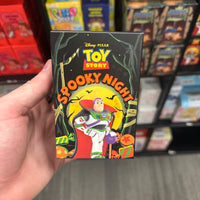 Disney · PIXAR
TOY
STORY
SPOOKY NIGHT